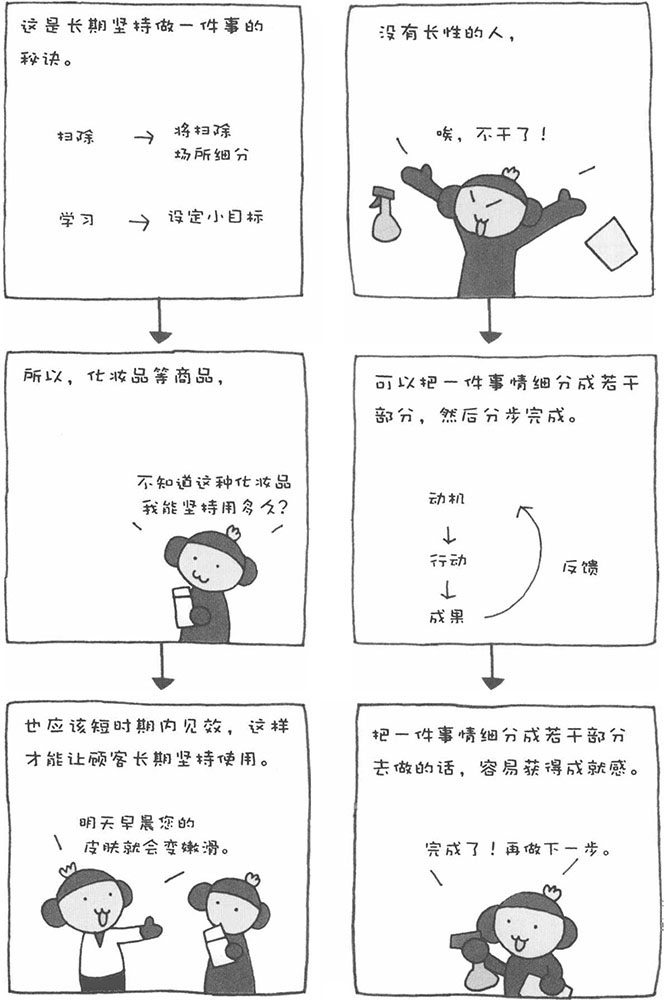 没有长性的人，
唉，不干了！
可以把一件事情细分成若干
部分，然后分步完成。
动机
↓
行动
↓
成果
反馈
把一件事情细分成若干部分
去做的话，容易获得成就感。
完成了！再做下一步。
这是长期坚持做一件事的
秘诀。
扫除 → 将扫除
场所细分
学习 → 设定小目标
所以，化妆品等商品，
不知道这种化妆品
我能坚持用多久？
也应该短时期内见效，这样
才能让顾客长期坚持使用。
明天早晨您的
皮肤就会变嫩滑。